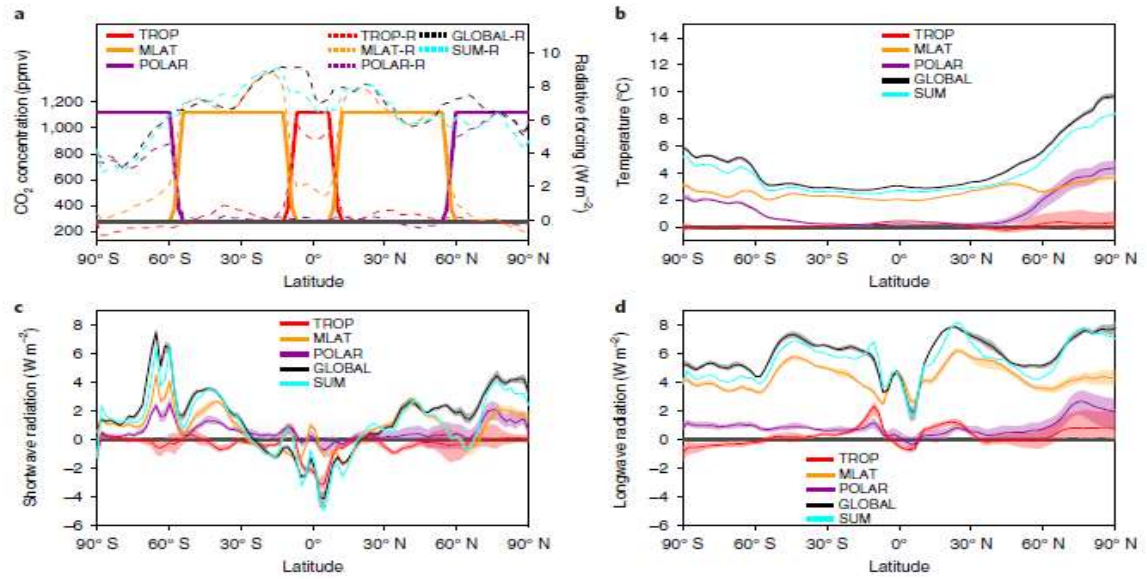 a
TROP
MLAT
POLAR
TROP-R
MLAT-R
POLAR-R
GLOBAL-R
SUM-R
CO2 concentration (ppmv)
1,200
1,000
800
600
400
200
Radiative forcing (W m−2)
10
8
6
4
2
0
90° S
60° S
30° S
0°
30° N
60° N
90° N
Latitude
b
TROP
MLAT
POLAR
GLOBAL
SUM
Temperature (°C)
14
12
10
8
6
4
2
0
90° S
60° S
30° S
0°
30° N
60° N
90° N
Latitude
c
TROP
MLAT
POLAR
GLOBAL
SUM
Shortwave radiation (W m−2)
8
6
4
2
0
−2
−4
−6
90° S
60° S
30° S
0°
30° N
60° N
90° N
Latitude
d
Longwave radiation (W m−2)
8
6
4
2
0
−2
−4
−6
TROP
MLAT
POLAR
GLOBAL
SUM
90° S
60° S
30° S
0°
30° N
60° N
90° N
Latitude